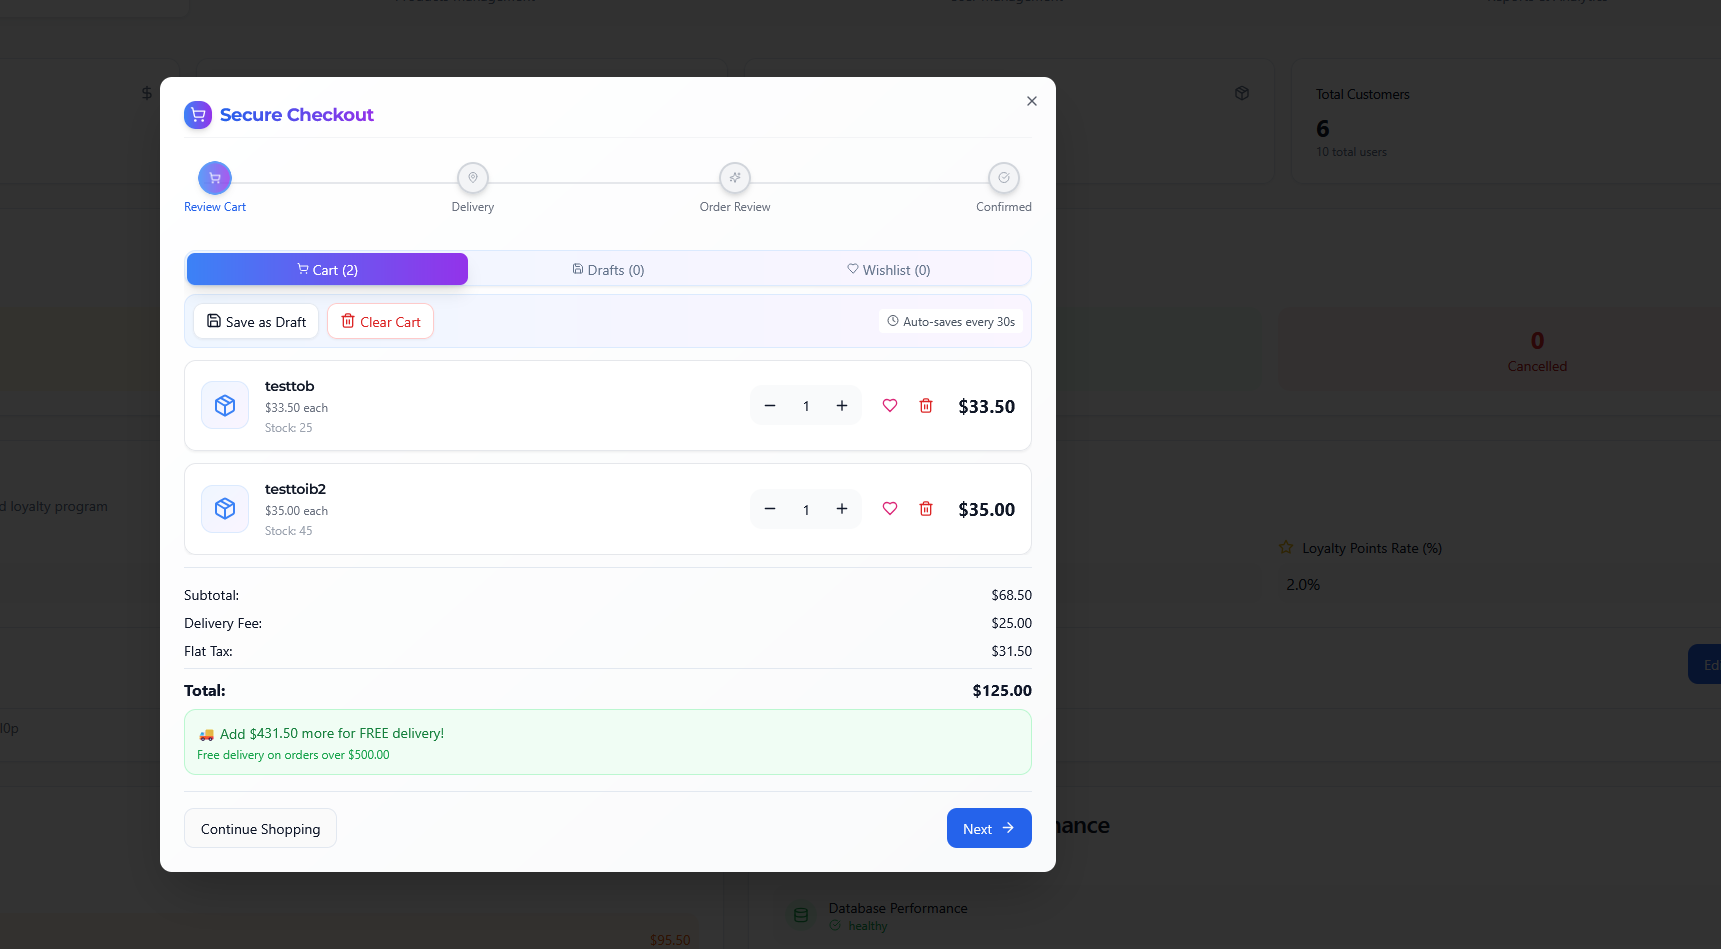 Total Customers
6
10 total users
Secure Checkout
Review Cart
Delivery
Order Review
Confirmed
Cart (2)
Drafts (0)
Wishlist (0)
Save as Draft
Clear Cart
Auto-saves every 30s
0
Cancelled
testtob
$33.50 each
Stock: 25
1
$33.50
testtoib2
$35.00 each
Stock: 45
1
$35.00
d loyalty program
Loyalty Points Rate (%)
2.0%
Subtotal:
$68.50
Delivery Fee:
$25.00
Flat Tax:
$31.50
Total:
$125.00
🚚 Add $431.50 more for FREE delivery!
Free delivery on orders over $500.00
Continue Shopping
Next
Database Performance
healthy
$95.50